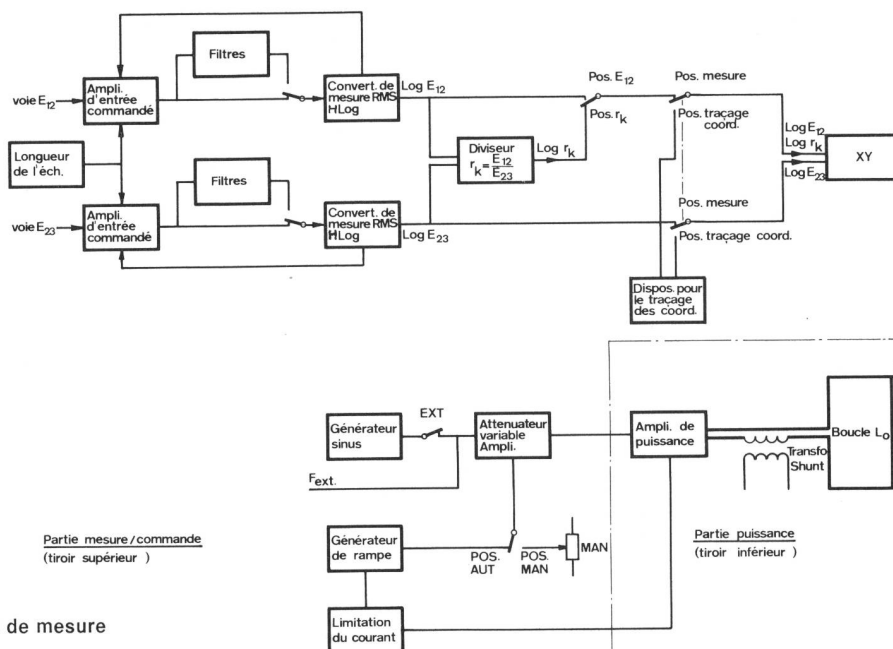 Filtres
voie E12
Ampli.
d'entrée
commandé
Convert. de
mesure RMS
HLog
Log E12
Pos. E12
Pos. rk
Pos. mesure
Pos. traçage
coord.
Longueur
de l'éch.
Diviseur
rk = E12
E23
Log rk
Log E12
Log rk
Log E23
XY
Filtres
voie E23
Ampli.
d'entrée
commandé
Convert. de
mesure RMS
HLog
Log E23
Pos. mesure
Pos. traçage coord.
Dispos. pour
le traçage
des coord.
Générateur
sinus
EXT
Attenuateur
variable
Ampli.
Ampli. de
puissance
Boucle Lo
Transfo
Shunt
Fext.
Partie mesure/commande
(tiroir supérieur )
Générateur
de rampe
POS.
AUT
POS.
MAN
MAN
Partie puissance
(tiroir inférieur )
Limitation
du courant
de mesure